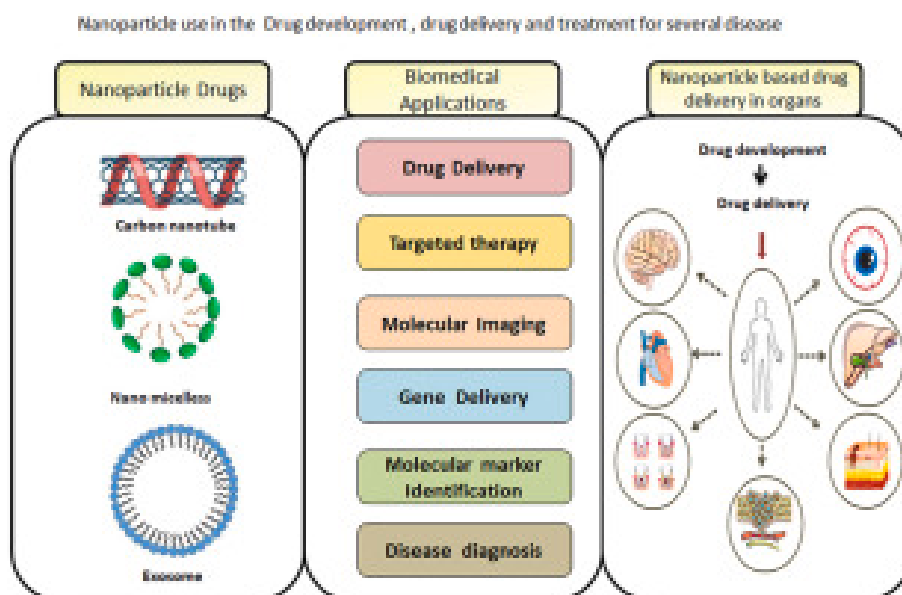 Nanoparticle use in the Drug development , drug delivery and treatment for several disease
Nanoparticle Drugs
Carbon nanotube
Nano micelless
Exosome
Biomedical
Applications
Drug Delivery
Targeted therapy
Molecular Imaging
Gene Delivery
Molecular marker
Identification
Disease diagnosis
Nanoparticle based drug
delivery in organs
Drug development
Drug delivery